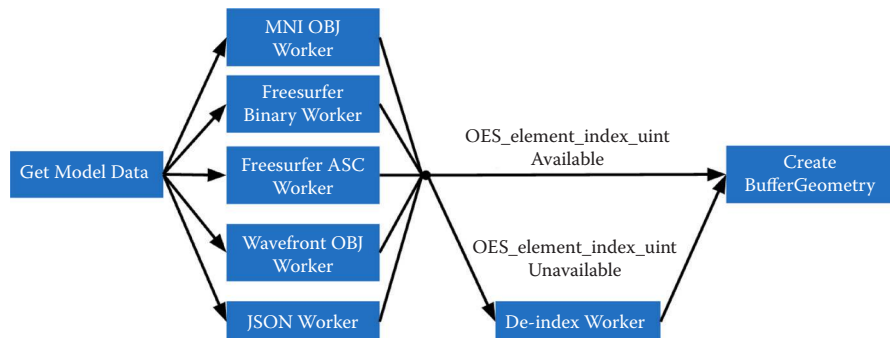 MNI OBJ
Worker
Freesurfer
Binary Worker
Get Model Data
Freesurfer ASC
Worker
Wavefront OBJ
Worker
JSON Worker
OES_element_index_uint
Available
OES_element_index_uint
Unavailable
De-index Worker
Create
BufferGeometry